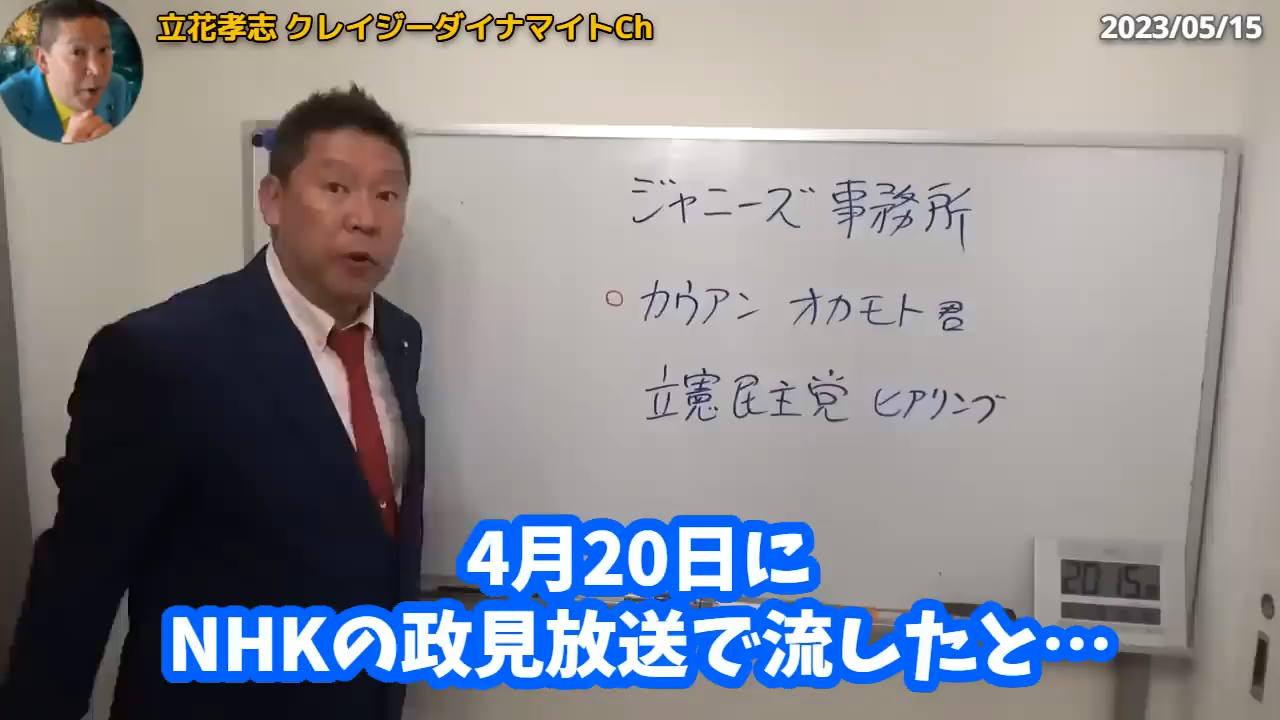 立花孝志 クレイジーダイナマイトCh
2023/05/15
ジャニーズ 事務所
○ カウアン オカモト君
立憲民主党 ヒアリング
20:15
4月20日に
NHKの政見放送で流したと…